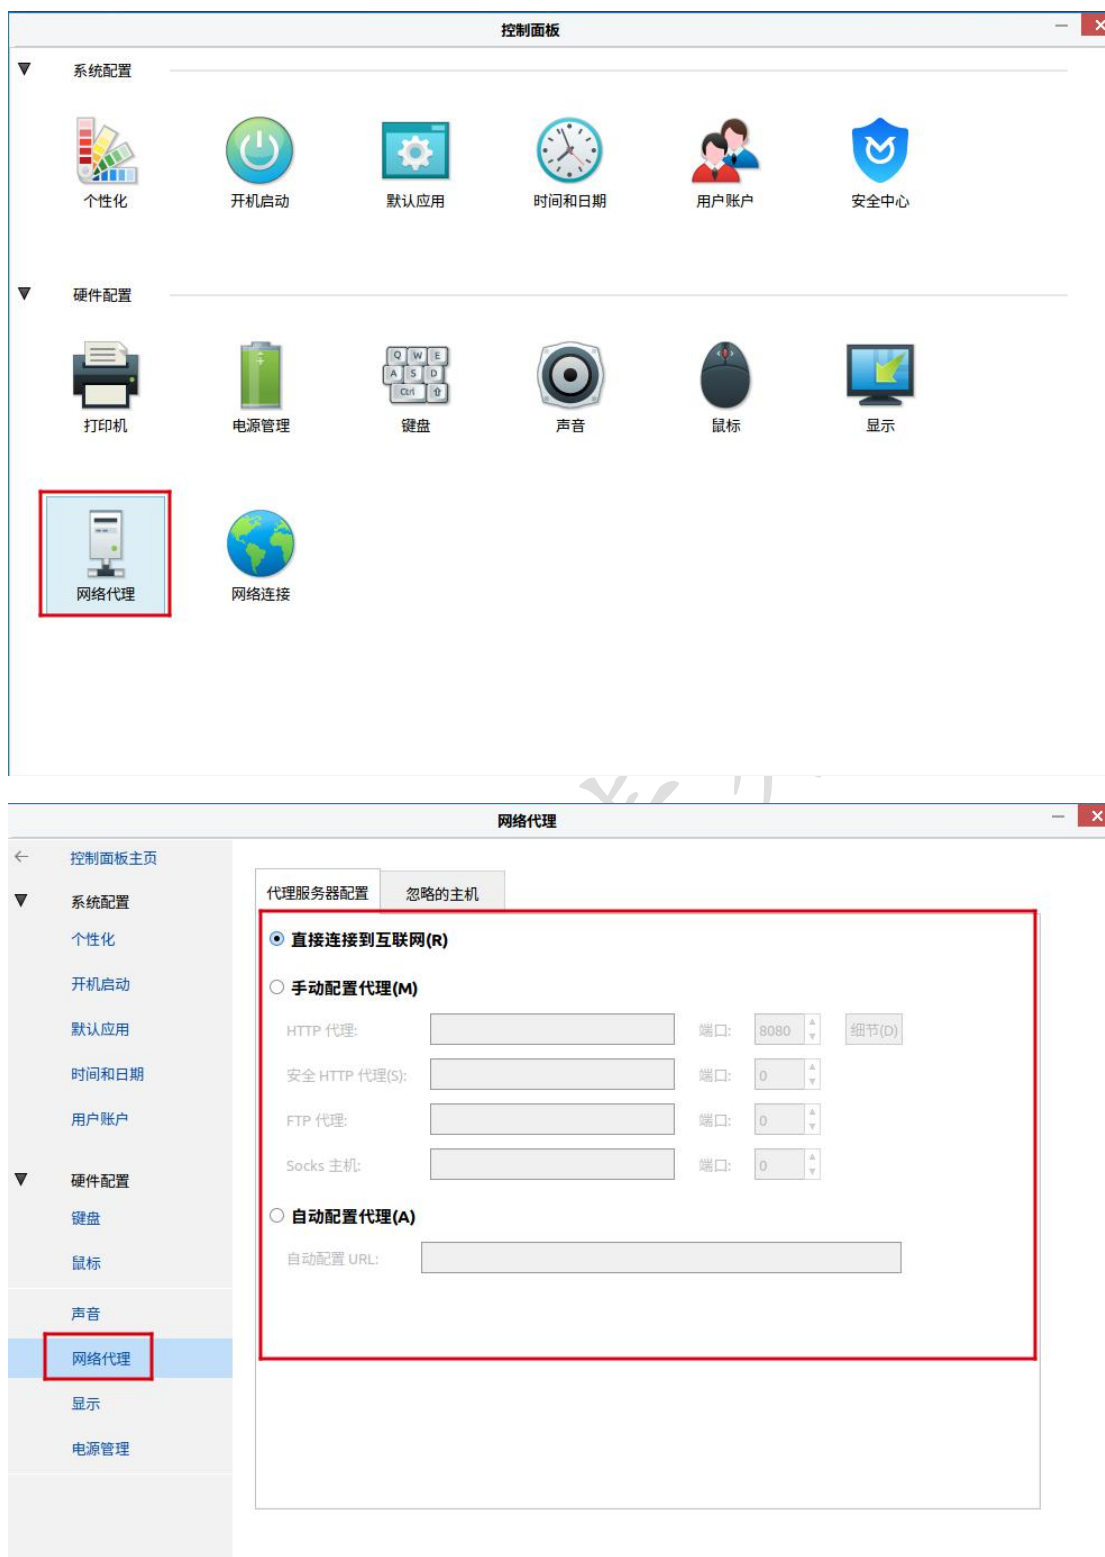 控制面板
系统配置
个性化 开机启动 默认应用 时间和日期 用户账户 安全中心
硬件配置
Q W E
A S D
Ctrl
打印机 电源管理 键盘 声音 鼠标 显示
网络代理 网络连接
网络代理
控制面板主页
系统配置
个性化
开机启动
默认应用
时间和日期
用户账户
硬件配置
键盘
鼠标
声音
网络代理
显示
电源管理
代理服务器配置 忽略的主机
直接连接到互联网(R)
手动配置代理(M)
HTTP 代理: 端口: 8080 细节(D)
安全 HTTP 代理(S): 端口: 0
FTP 代理: 端口: 0
Socks 主机: 端口: 0
自动配置代理(A)
自动配置 URL: